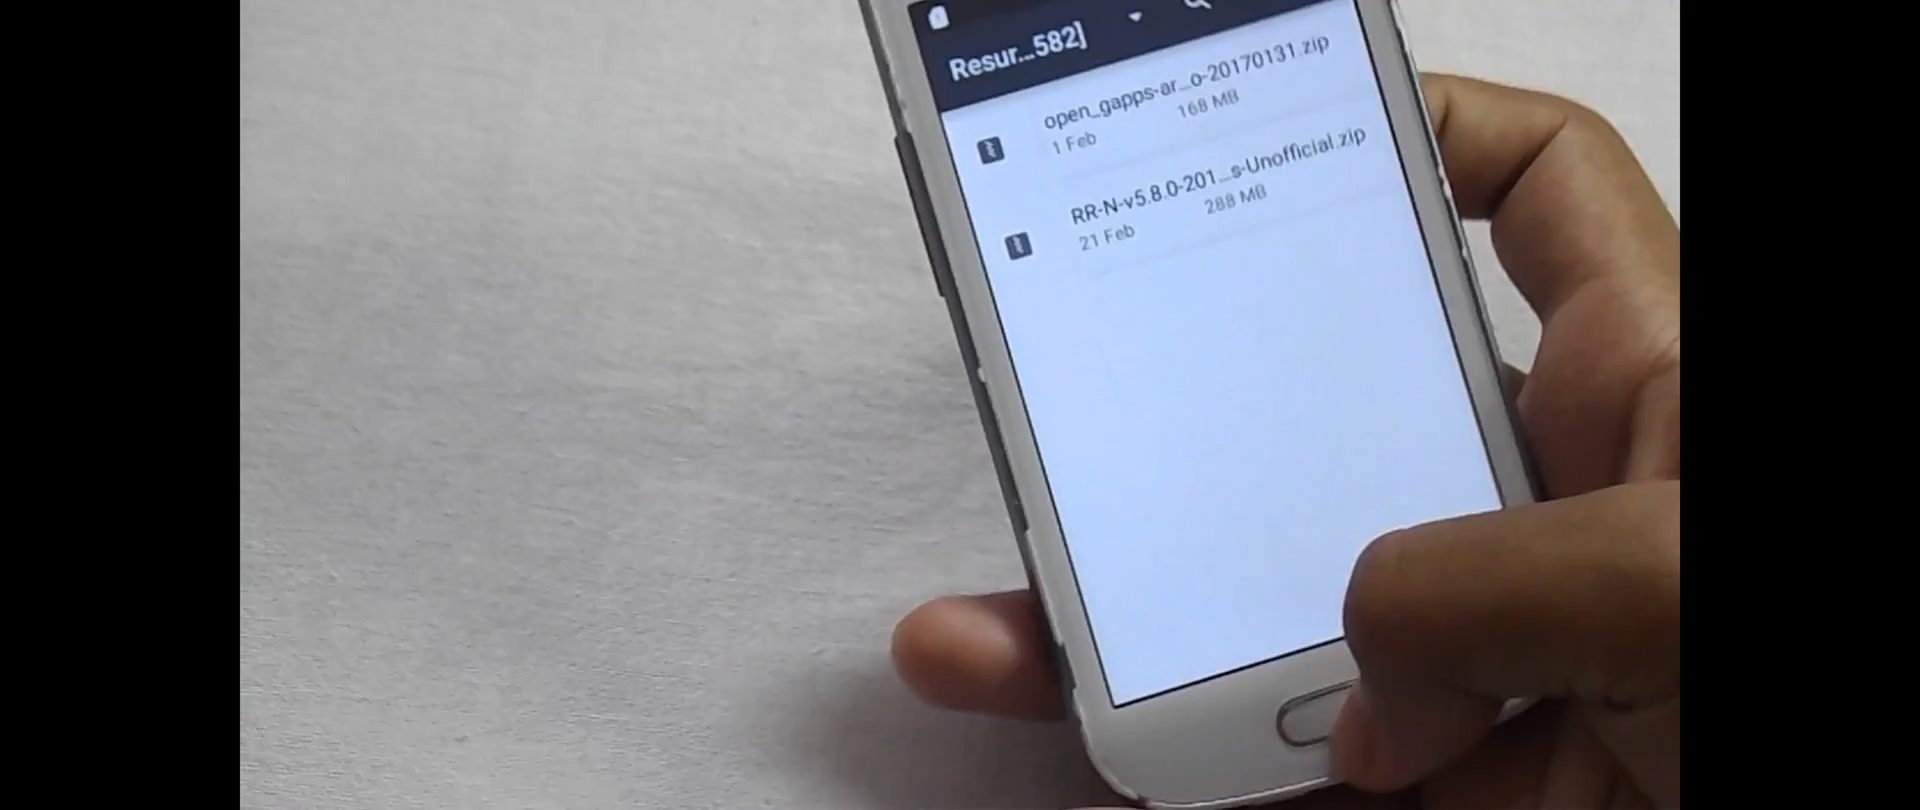 Resur...582]
open_gapps-ar...o-20170131.zip
1 Feb 168 MB
RR-N-v5.8.0-201...s-Unofficial.zip
21 Feb 288 MB